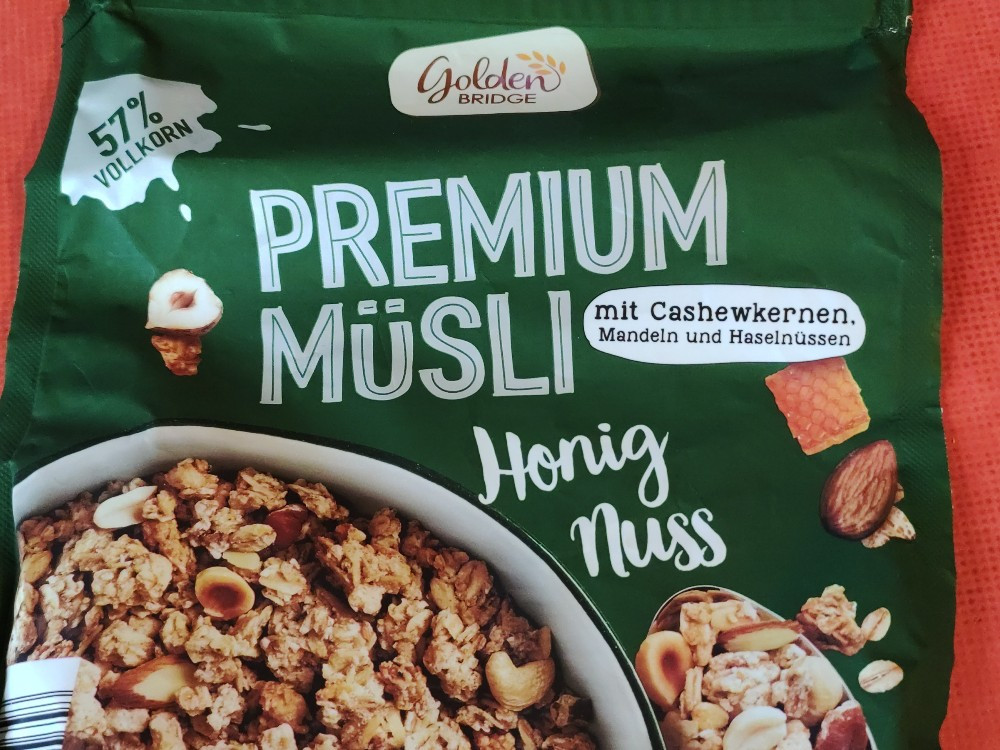 Golden
BRIDGE
57%
VOLLKORN
PREMIUM
MÜSLI
mit Cashewkernen,
Mandeln und Haselnüssen
Honig
Nuss